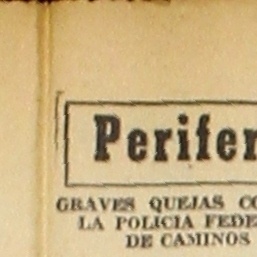 Perifer
GRAVES QUEJAS CO
LA POLICIA FEDE
DE CAMINOS